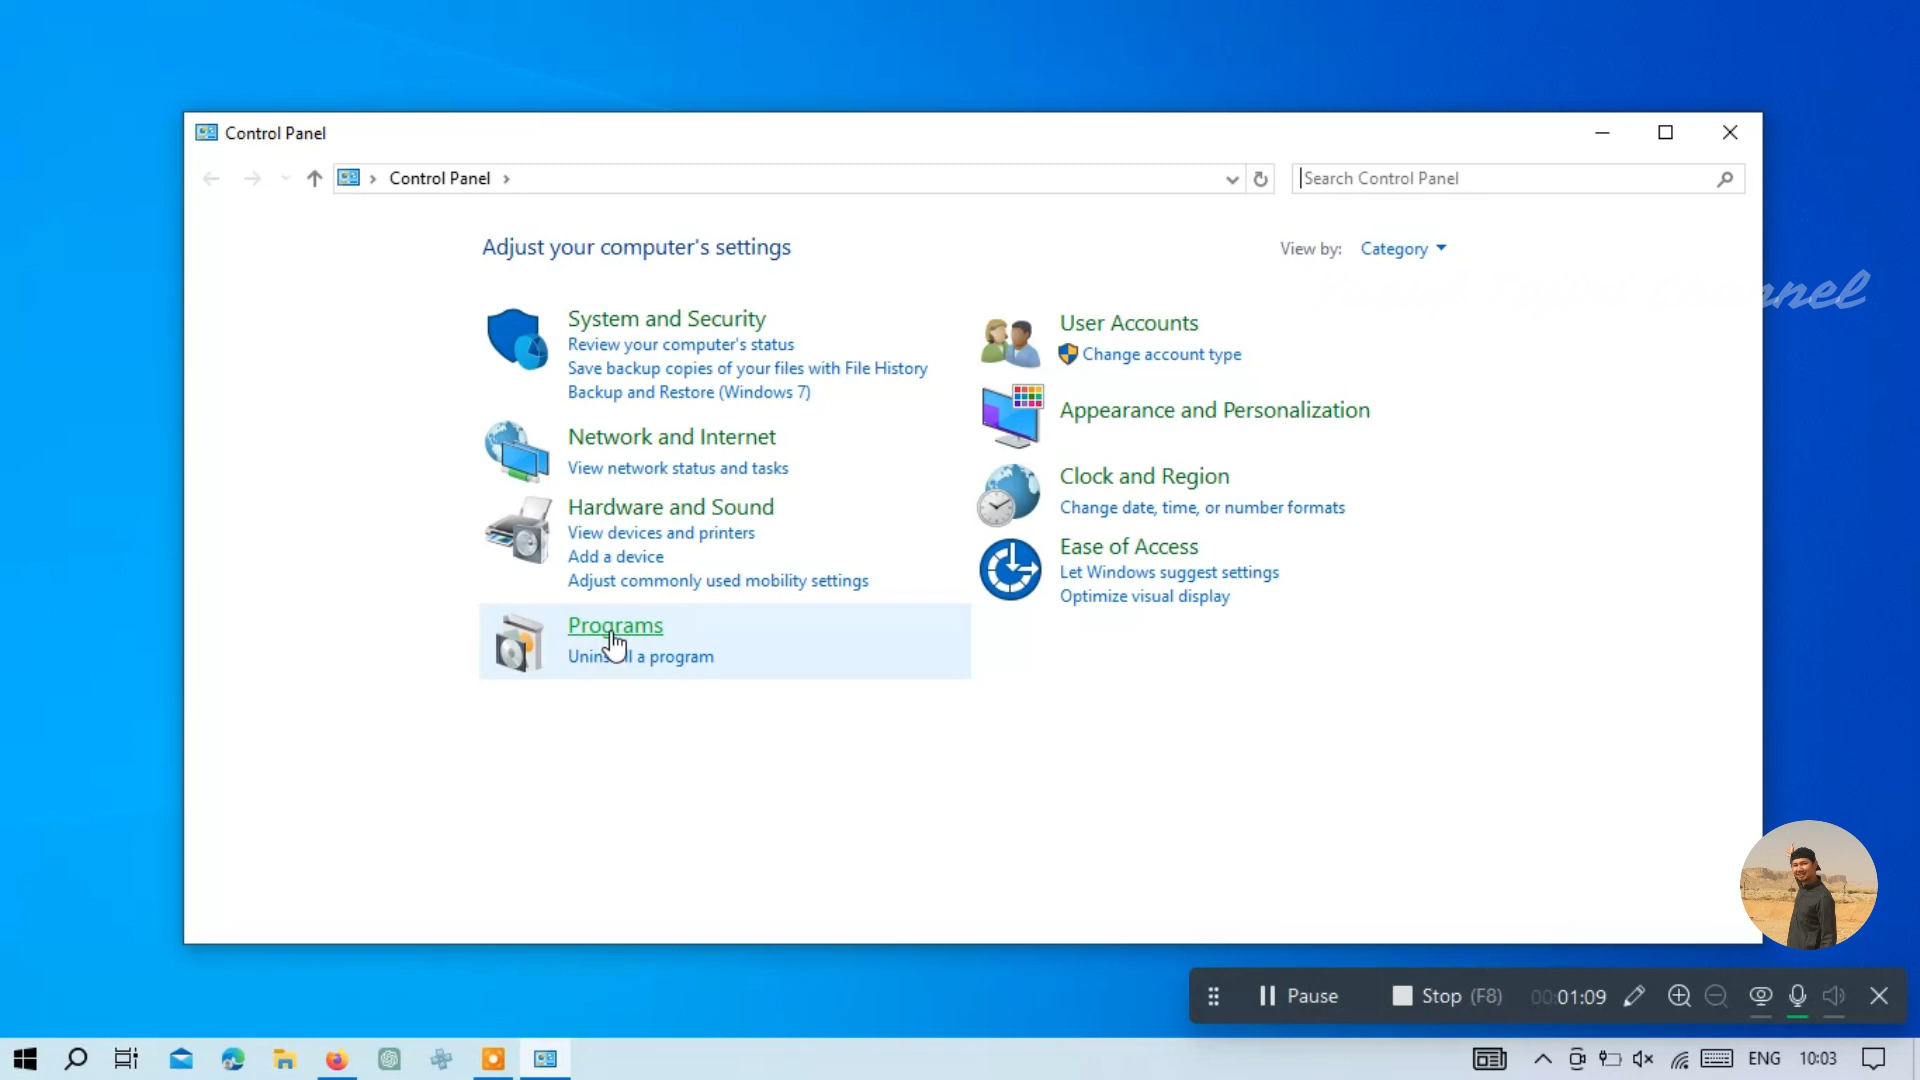 Control Panel
Control Panel
Search Control Panel
Adjust your computer's settings
View by: Category
System and Security
Review your computer's status
Save backup copies of your files with File History
Backup and Restore (Windows 7)
Network and Internet
View network status and tasks
Hardware and Sound
View devices and printers
Add a device
Adjust commonly used mobility settings
Programs
Uninstall a program
User Accounts
Change account type
Appearance and Personalization
Clock and Region
Change date, time, or number formats
Ease of Access
Let Windows suggest settings
Optimize visual display
Pause Stop (F8) 00:01:09
ENG 10:03